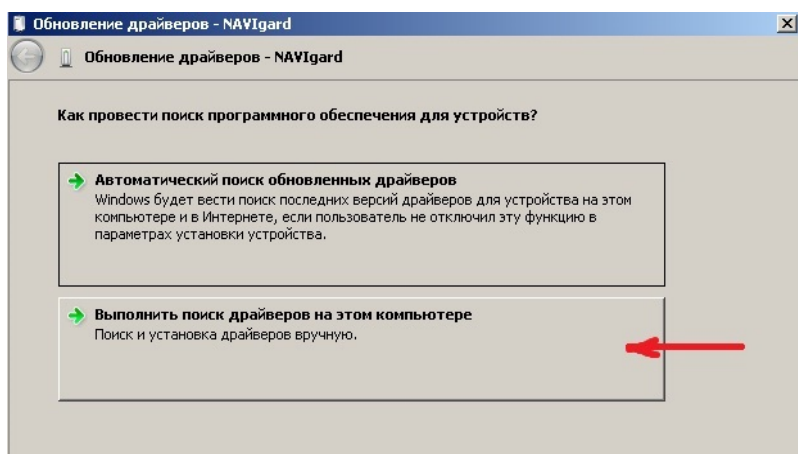 Обновление драйверов - NAVIgard
Обновление драйверов - NAVIgard
Как провести поиск программного обеспечения для устройств?
Автоматический поиск обновленных драйверов
Windows будет вести поиск последних версий драйверов для устройства на этом
компьютере и в Интернете, если пользователь не отключил эту функцию в
параметрах установки устройства.
Выполнить поиск драйверов на этом компьютере
Поиск и установка драйверов вручную.